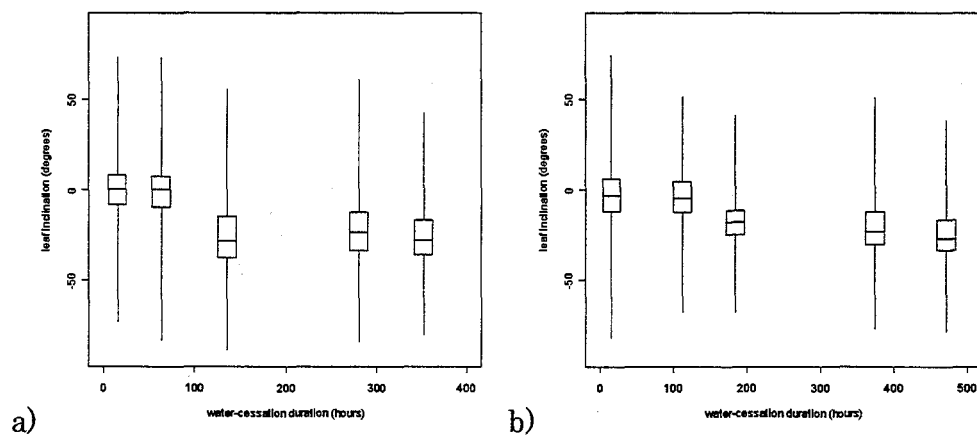 50
0
-50
leaf inclination (degrees)
0
100
200
300
400
water-cessation duration (hours)
a)
50
0
-50
leaf inclination (degrees)
0
100
200
300
400
500
water-cessation duration (hours)
b)